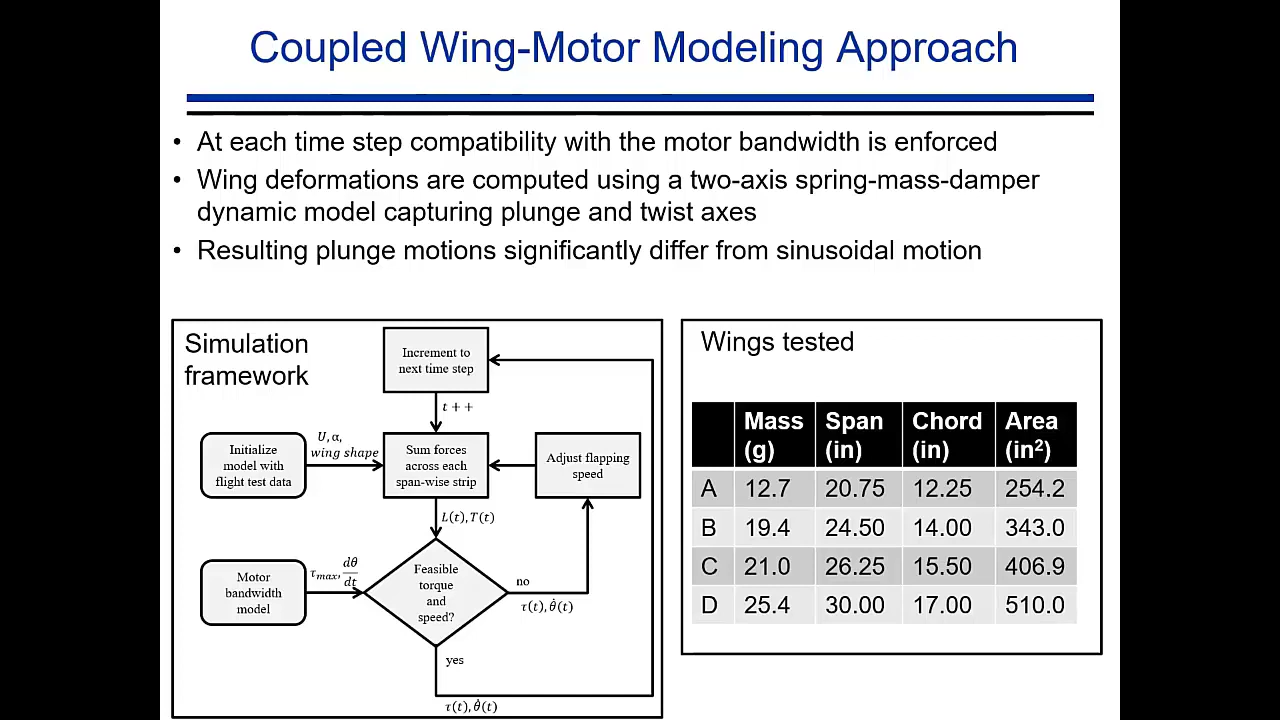 Coupled Wing-Motor Modeling Approach
• At each time step compatibility with the motor bandwidth is enforced
• Wing deformations are computed using a two-axis spring-mass-damper
dynamic model capturing plunge and twist axes
• Resulting plunge motions significantly differ from sinusoidal motion
Simulation
framework
Increment to
next time step
t++
Initialize
model with
flight test data
U, α,
wing shape
Sum forces
across each
span-wise strip
Adjust flapping
speed
L(t), T(t)
Motor
bandwidth
model
τmax, dθ/dt
Feasible
torque
and
speed?
no
τ(t), θ̇(t)
yes
τ(t), θ̇(t)
Wings tested
Mass (g) Span (in) Chord (in) Area (in²)
A 12.7 20.75 12.25 254.2
B 19.4 24.50 14.00 343.0
C 21.0 26.25 15.50 406.9
D 25.4 30.00 17.00 510.0